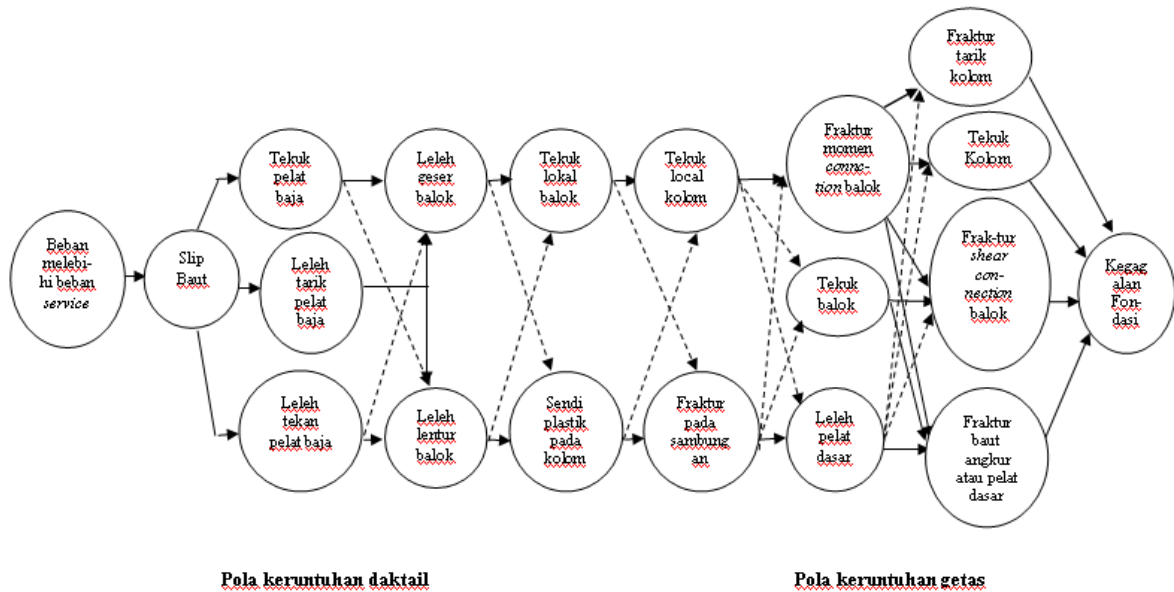 Beban
melebi-
hi beban
service
Slip
Baut
Tekuk
pelat
baja
Leleh
tarik
pelat
baja
Leleh
tekan
pelat baja
Leleh
geser
balok
Leleh
lentur
balok
Tekuk
lokal
balok
Sendi
plastik
pada
kolom
Tekuk
local
kolom
Fraktur
pada
sambung
an
Fraktur
momen
connc-
tion balok
Tekuk
balok
Leleh
pelat
dasar
Fraktur
tarik
kolom
Tekuk
Kolom
Frak-tur
shear
con-
nection
balok
Fraktur
baut
angkur
atau pelat
dasar
Kegag
alan
Fon-
dasi
Pola keruntuhan daktail
Pola keruntuhan getas